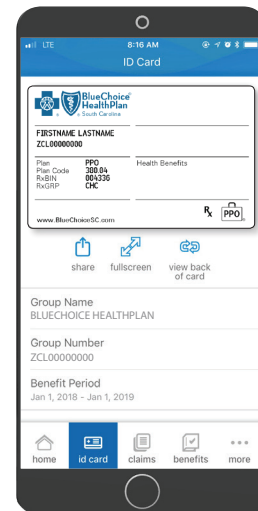 LTE 8:16 AM
ID Card
BlueChoice®
HealthPlan
South Carolina
FIRSTNAME LASTNAME
ZCL00000000
Plan PPO Health Benefits
Plan Code 380.04
RxBIN 004336
RxGRP CHC
www.BlueChoiceSC.com Rx PPO
share fullscreen view back
of card
Group Name
BLUECHOICE HEALTHPLAN
Group Number
ZCL00000000
Benefit Period
Jan 1, 2018 - Jan 1, 2019
home id card claims benefits more